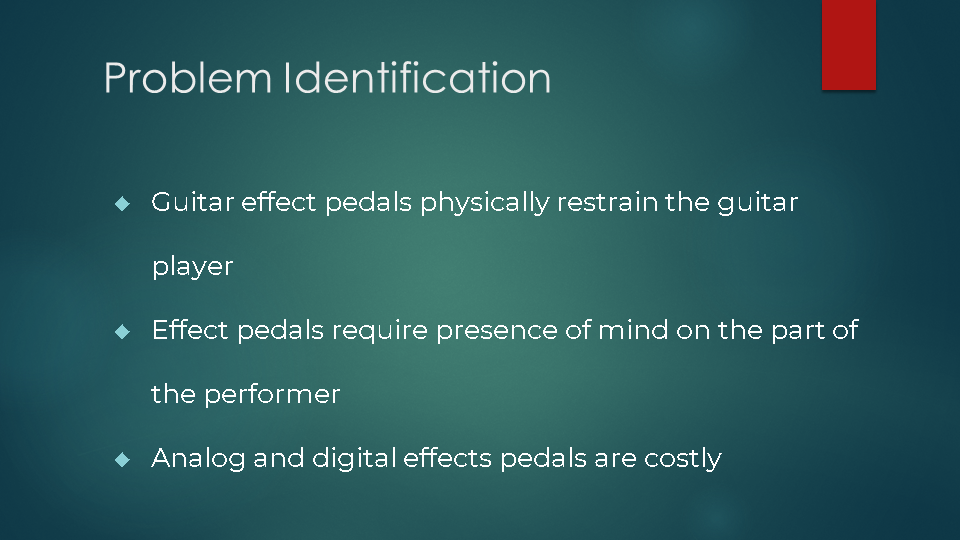 Problem Identification
Guitar effect pedals physically restrain the guitar
player
Effect pedals require presence of mind on the part of
the performer
Analog and digital effects pedals are costly